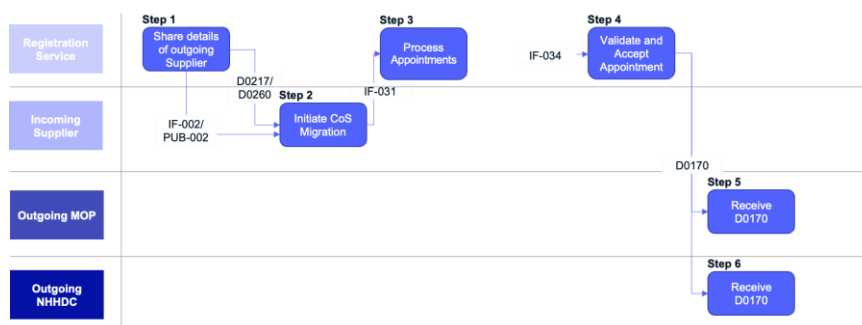 Step 1
Step 3
Step 4
Registration
Service
Share details
of outgoing
Supplier
Process
Appointments
IF-034
Validate and
Accept
Appointment
D0217/
D0260
Step 2
IF-031
Incoming
Supplier
IF-002/
PUB-002
Initiate CoS
Migration
D0170
Step 5
Outgoing MOP
Receive
D0170
Step 6
Outgoing
NHHDC
Receive
D0170